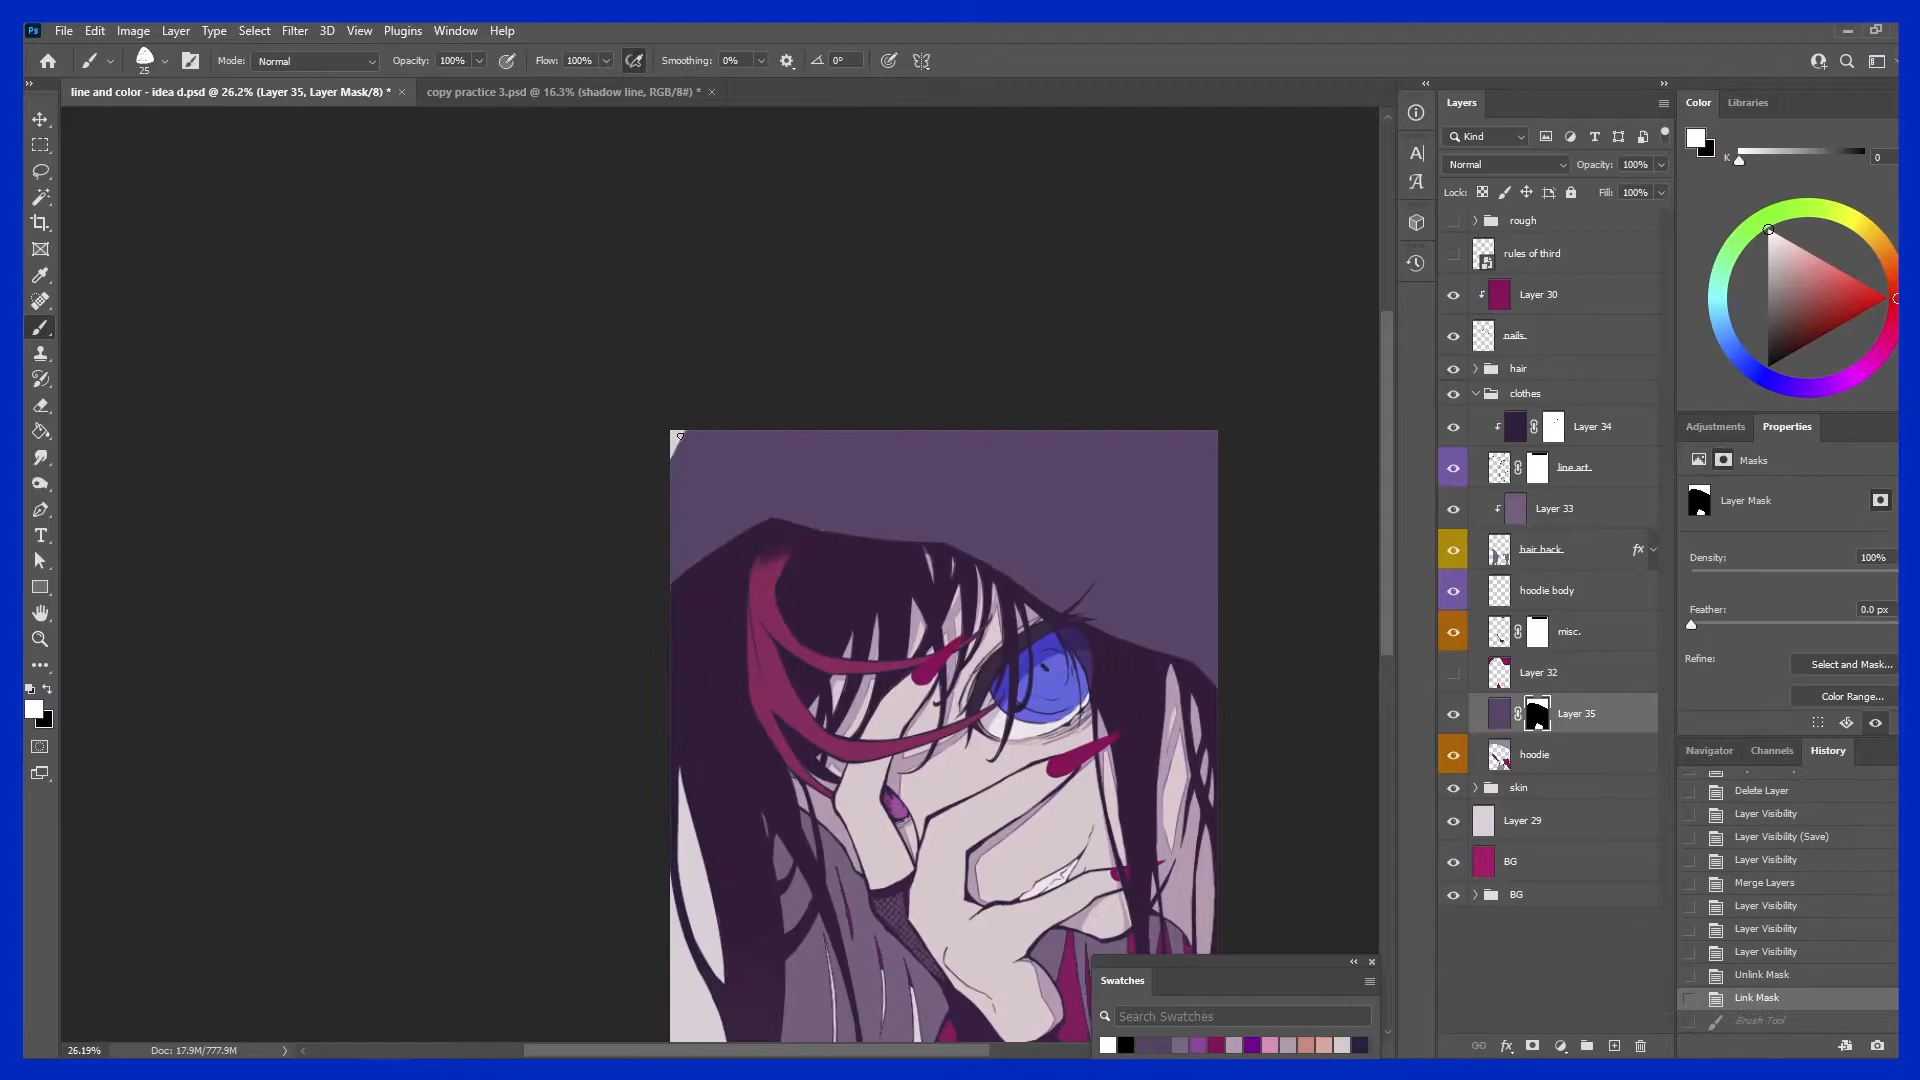 Ps File Edit Image Layer Type Select Filter 3D View Plugins Window Help
25 Mode: Normal Opacity: 100% Flow: 100% Smoothing: 0% 0°
line and color - idea d.psd @ 26.2% (Layer 35, Layer Mask/8) * copy practice 3.psd @ 16.3% (shadow line, RGB/8#) *
Layers
Kind
Normal Opacity: 100%
Lock: Fill: 100%
rough
rules of third
Layer 30
nails
hair
clothes
Layer 34
line art
Layer 33
hair back fx
hoodie body
misc.
Layer 32
Layer 35
hoodie
skin
Layer 29
BG
BG
Color Libraries
K 0
Adjustments Properties
Masks
Layer Mask
Density: 100%
Feather: 0.0 px
Refine:
Select and Mask...
Color Range...
Navigator Channels History
Delete Layer
Layer Visibility
Layer Visibility (Save)
Layer Visibility
Merge Layers
Layer Visibility
Layer Visibility
Layer Visibility
Unlink Mask
Link Mask
Brush Tool
Swatches
Search Swatches
26.19% Doc: 17.9M/777.9M
fx